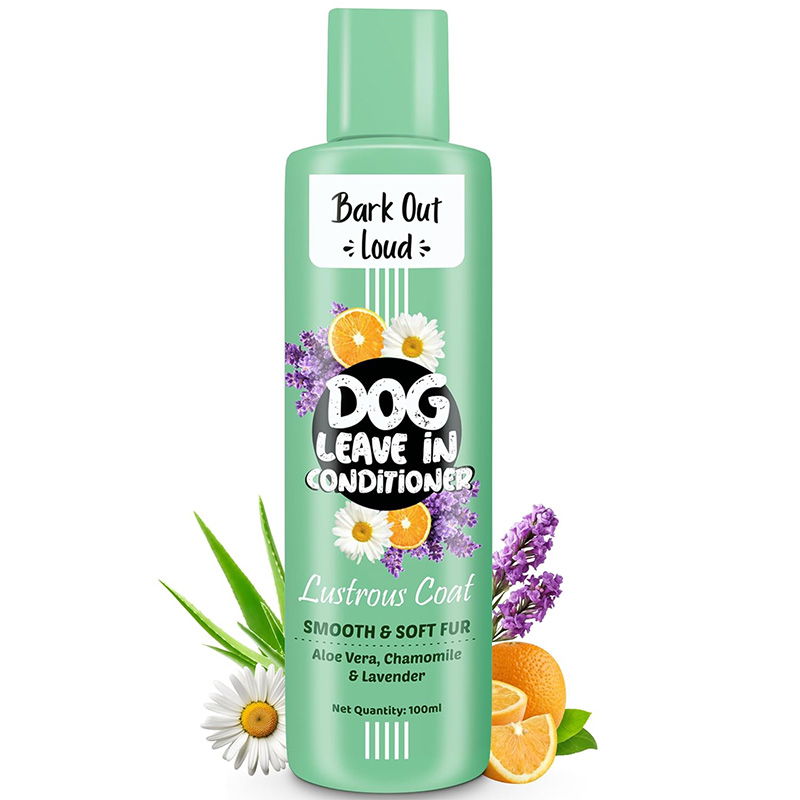 Bark Out
Loud
DOG
LEAVE iN
CONDiTiONER
Lustrous Coat
SMOOTH & SOFT FUR
Aloe Vera, Chamomile
& Lavender
Net Quantity: 100ml